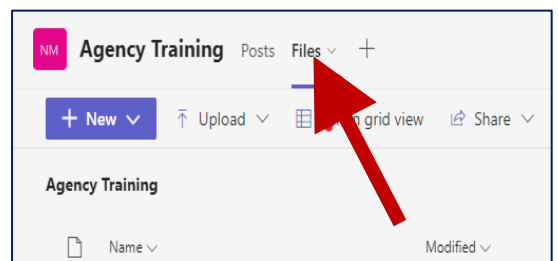 NM Agency Training Posts Files +
+ New Upload grid view Share
Agency Training
Name Modified